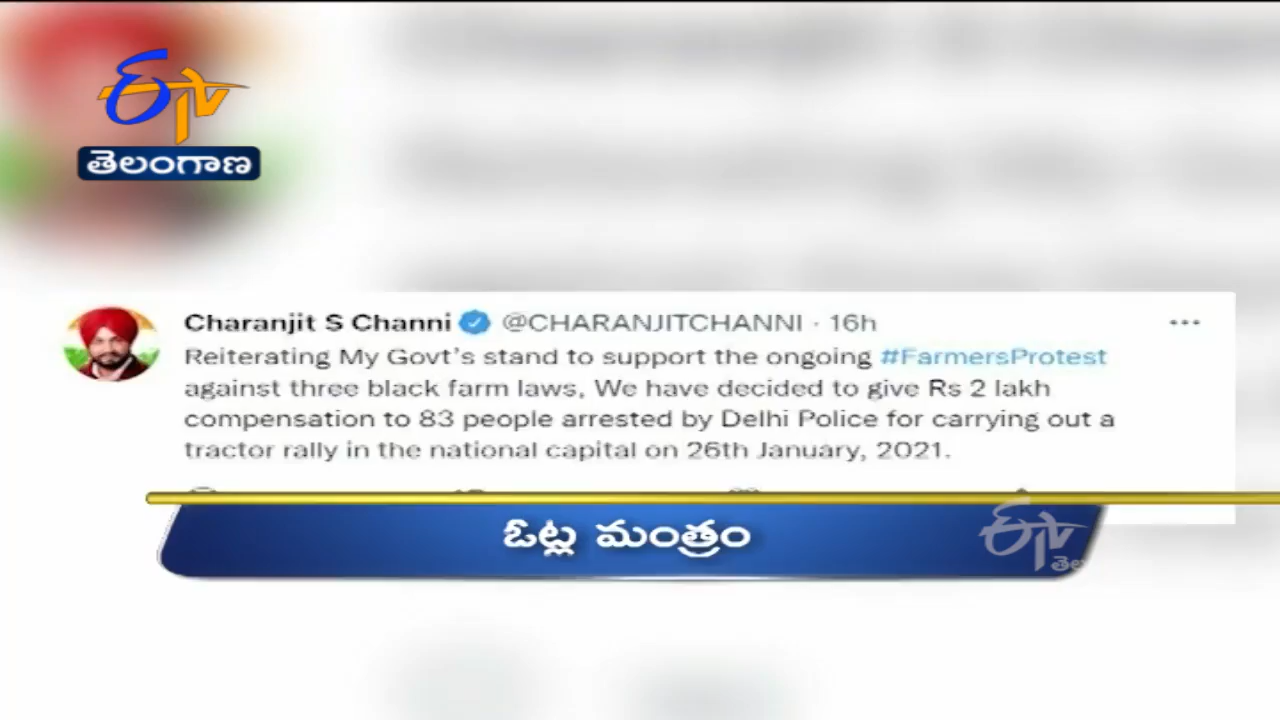 ETV
తెలంగాణ
Charanjit S Channi @CHARANJITCHANNI · 16h
Reiterating My Govt's stand to support the ongoing #FarmersProtest
against three black farm laws, We have decided to give Rs 2 lakh
compensation to 83 people arrested by Delhi Police for carrying out a
tractor rally in the national capital on 26th January, 2021.
ఓట్ల మంత్రం
ETV
తెల